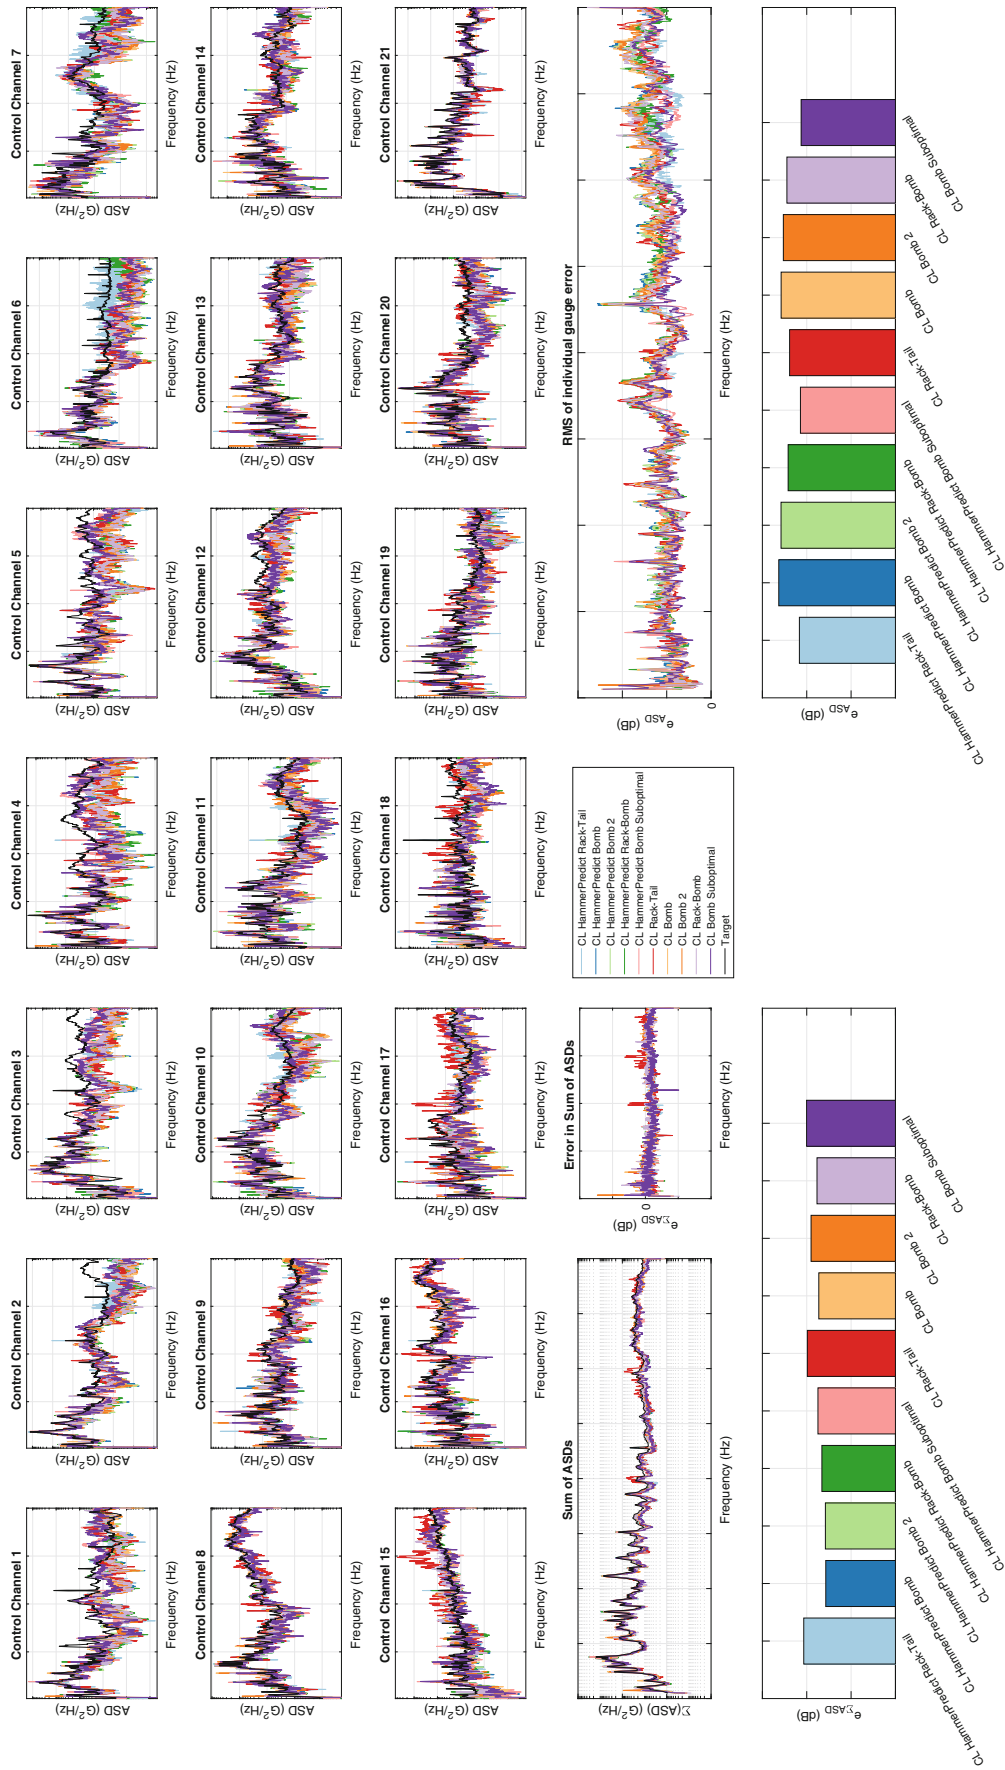 Control Channel 1
ASD (G²/Hz)
Frequency (Hz)
Control Channel 2
ASD (G²/Hz)
Frequency (Hz)
Control Channel 3
ASD (G²/Hz)
Frequency (Hz)
Control Channel 4
ASD (G²/Hz)
Frequency (Hz)
Control Channel 5
ASD (G²/Hz)
Frequency (Hz)
Control Channel 6
ASD (G²/Hz)
Frequency (Hz)
Control Channel 7
ASD (G²/Hz)
Frequency (Hz)
Control Channel 8
ASD (G²/Hz)
Frequency (Hz)
Control Channel 9
ASD (G²/Hz)
Frequency (Hz)
Control Channel 10
ASD (G²/Hz)
Frequency (Hz)
Control Channel 11
ASD (G²/Hz)
Frequency (Hz)
Control Channel 12
ASD (G²/Hz)
Frequency (Hz)
Control Channel 13
ASD (G²/Hz)
Frequency (Hz)
Control Channel 14
ASD (G²/Hz)
Frequency (Hz)
Control Channel 15
ASD (G²/Hz)
Frequency (Hz)
Control Channel 16
ASD (G²/Hz)
Frequency (Hz)
Control Channel 17
ASD (G²/Hz)
Frequency (Hz)
Control Channel 18
ASD (G²/Hz)
Frequency (Hz)
Control Channel 19
ASD (G²/Hz)
Frequency (Hz)
Control Channel 20
ASD (G²/Hz)
Frequency (Hz)
Control Channel 21
ASD (G²/Hz)
Frequency (Hz)
Sum of ASDs
Σ(ASD) (G²/Hz)
Frequency (Hz)
Error in Sum of ASDs
e_ΣASD (dB)
0
Frequency (Hz)
CL HammerPredict Rack-Tail
CL HammerPredict Bomb
CL HammerPredict Bomb 2
CL HammerPredict Rack-Bomb
CL HammerPredict Bomb Suboptimal
CL Rack-Tail
CL Bomb
CL Bomb 2
CL Rack-Bomb
CL Bomb Suboptimal
Target
RMS of individual gauge error
e_ASD (dB)
0
Frequency (Hz)
e_ΣASD (dB)
CL HammerPredict Rack-Tail
CL HammerPredict Bomb
CL HammerPredict Bomb 2
CL HammerPredict Rack-Bomb
CL HammerPredict Bomb Suboptimal
CL Rack-Tail
CL Bomb
CL Bomb 2
CL Rack-Bomb
CL Bomb Suboptimal
e_ASD (dB)
CL HammerPredict Rack-Tail
CL HammerPredict Bomb
CL HammerPredict Bomb 2
CL HammerPredict Rack-Bomb
CL HammerPredict Bomb Suboptimal
CL Rack-Tail
CL Bomb
CL Bomb 2
CL Rack-Bomb
CL Bomb Suboptimal